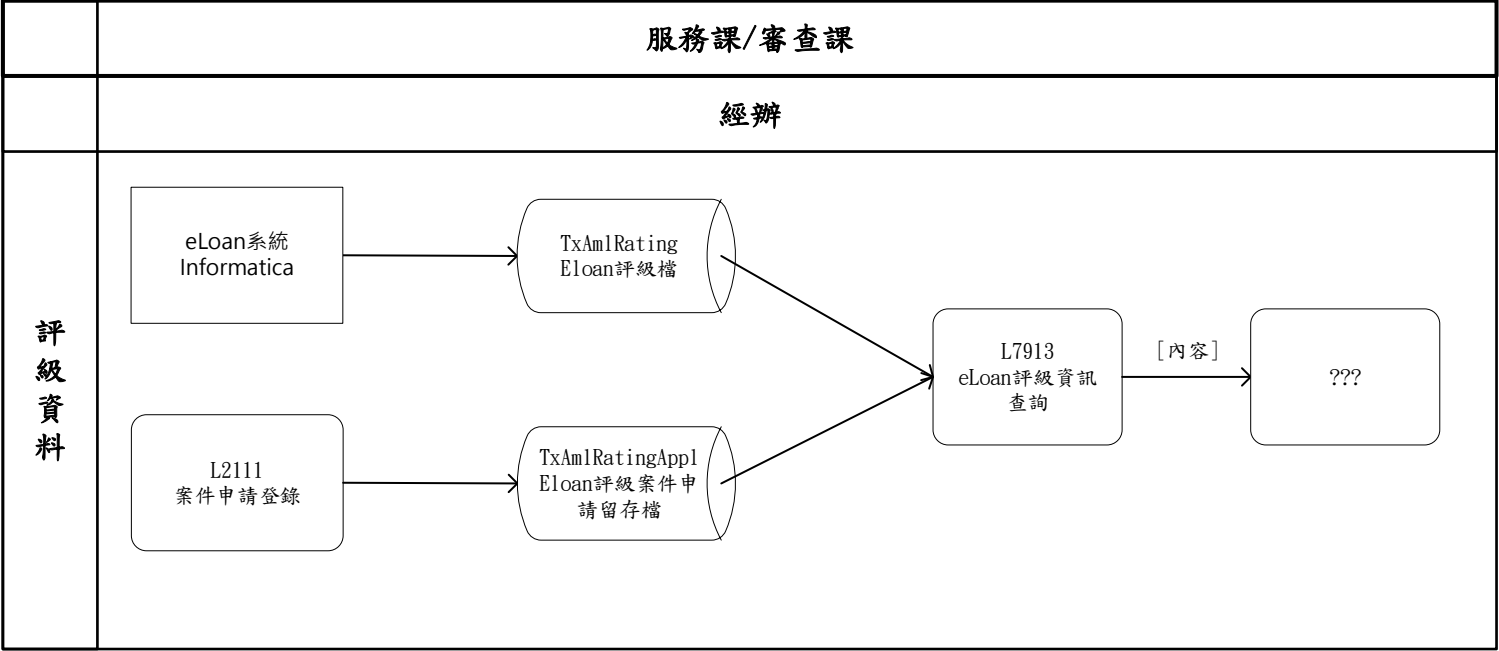 服務課/審查課
經辦
評級資料
eLoan系統
Informatica
TxAmlRating
Eloan評級檔
L2111
案件申請登錄
TxAmlRatingAppl
Eloan評級案件申
請留存檔
L7913
eLoan評級資訊
查詢
[內容]
???